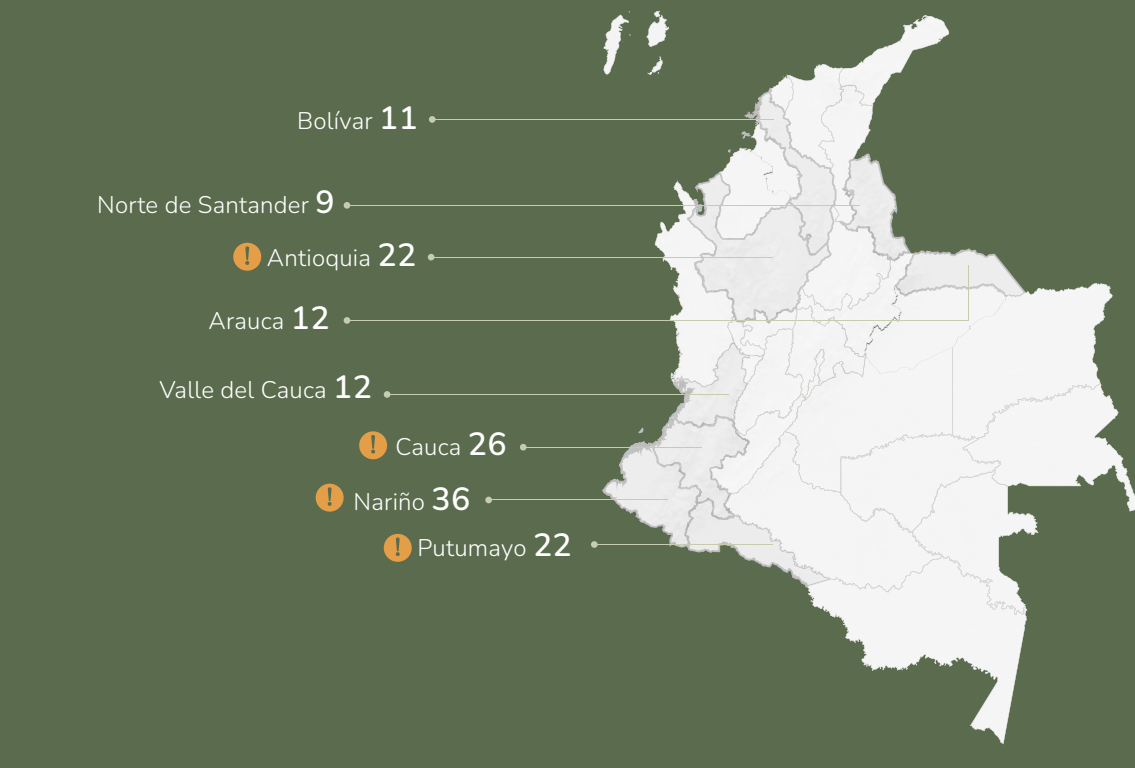 Bolívar 11
Norte de Santander 9
! Antioquia 22
Arauca 12
Valle del Cauca 12
! Cauca 26
! Nariño 36
! Putumayo 22